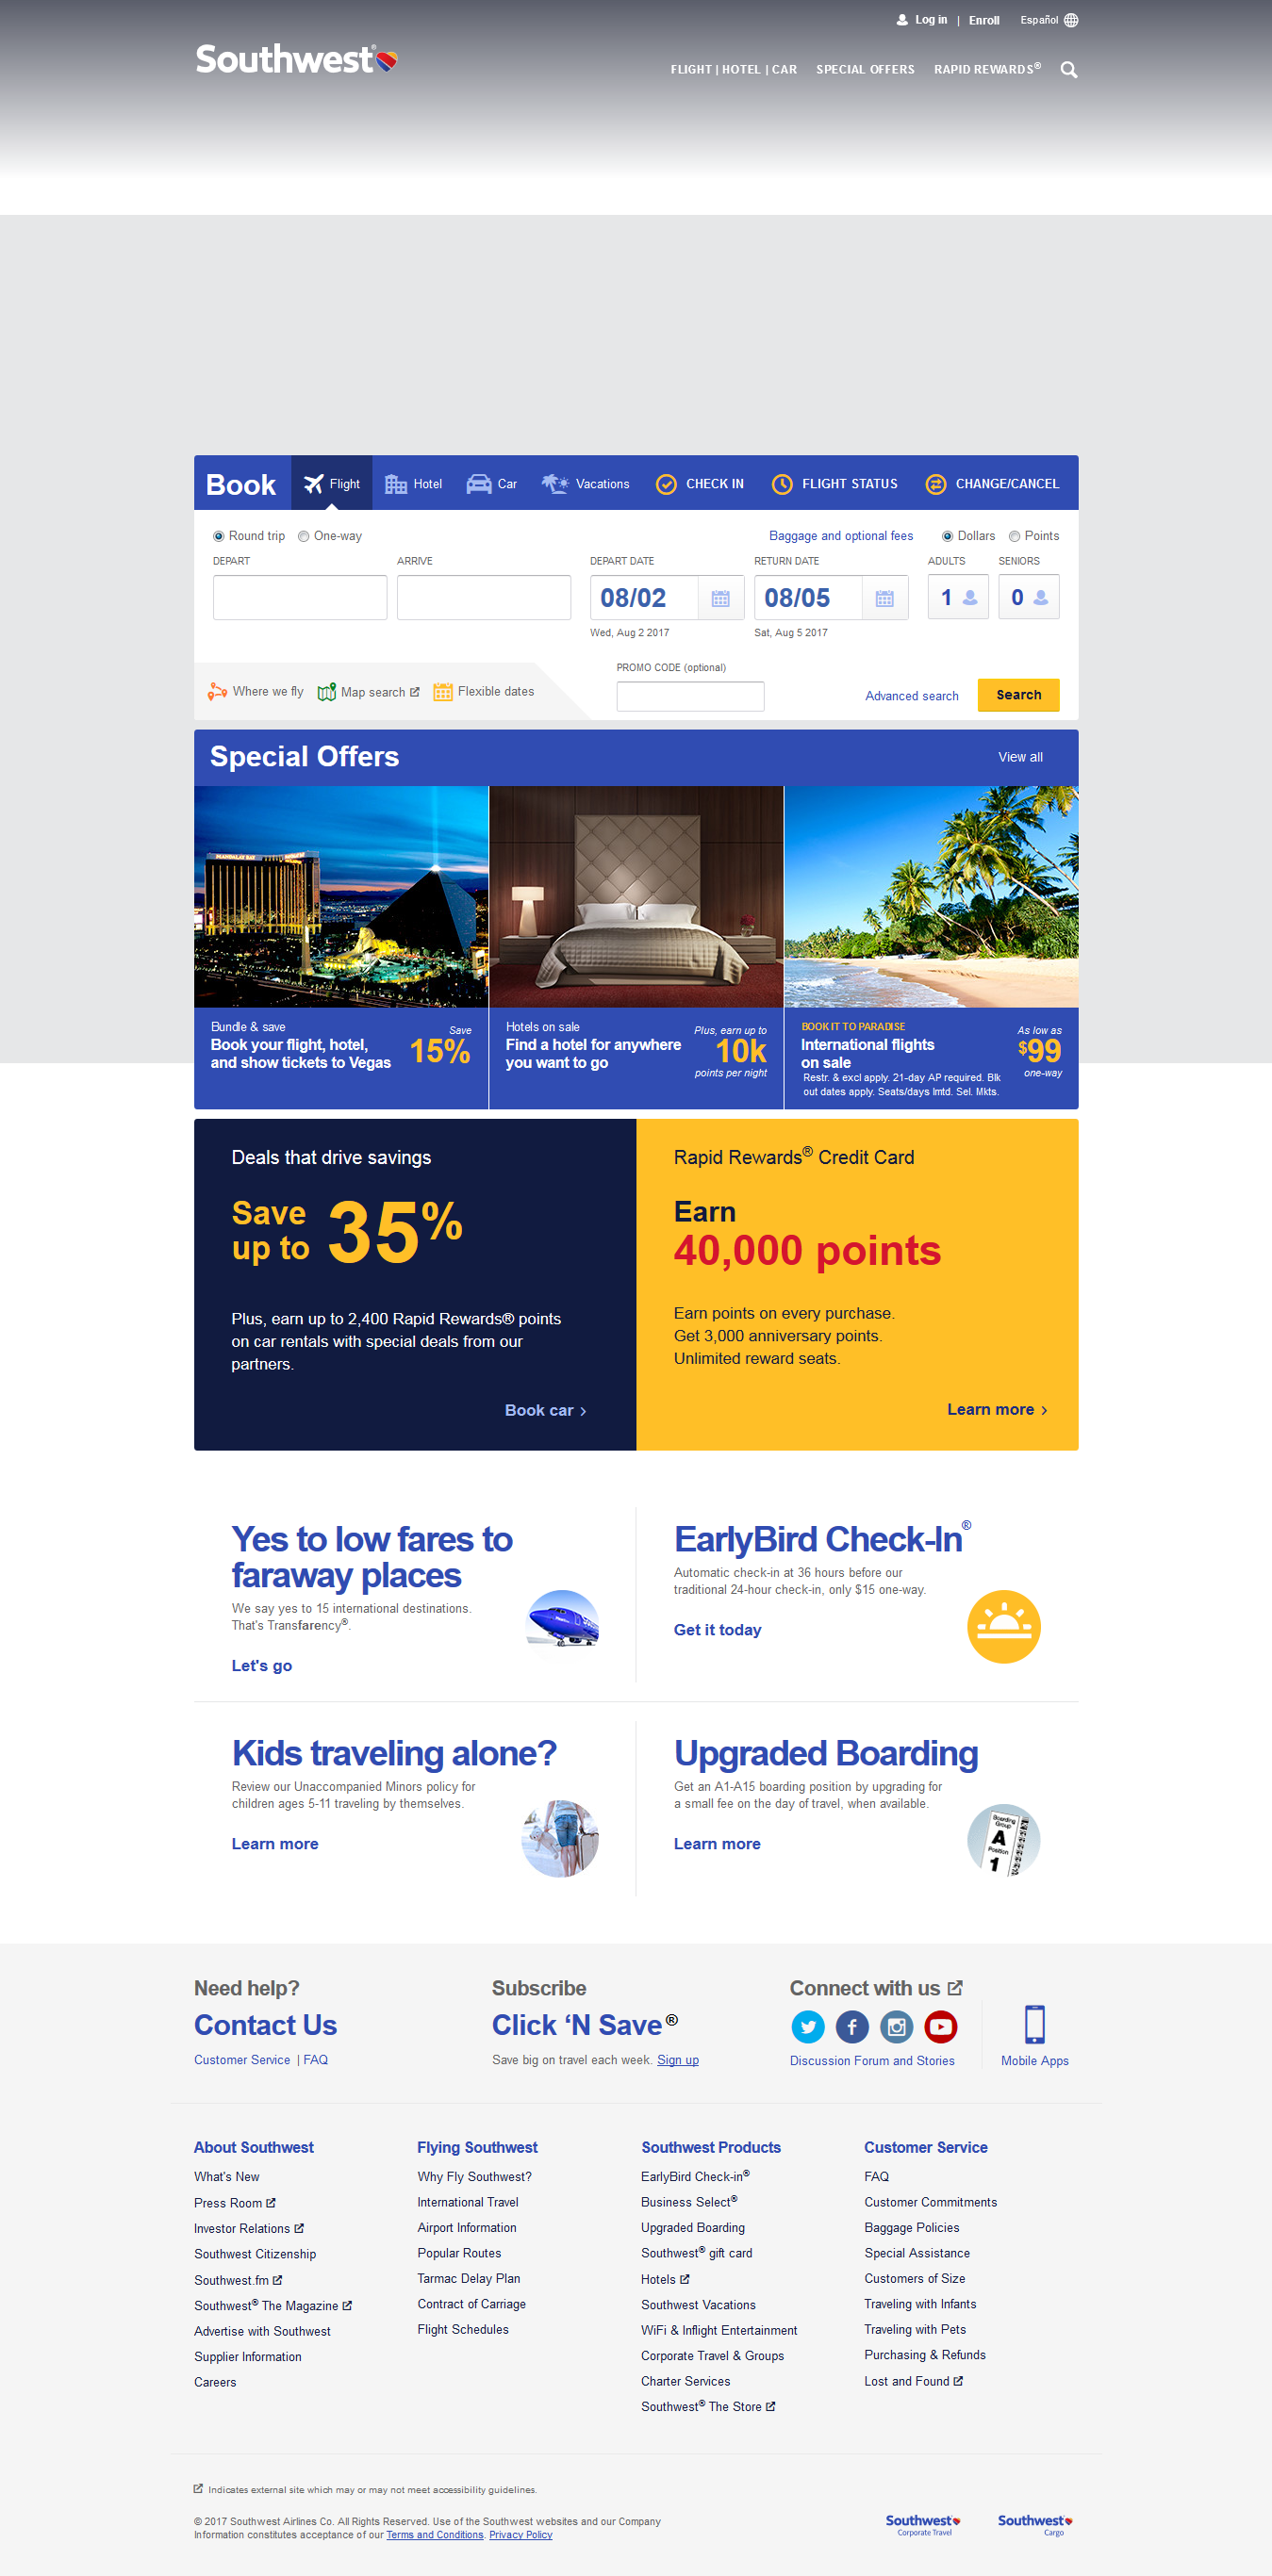 Log in | Enroll Español
Southwest®
FLIGHT | HOTEL | CAR SPECIAL OFFERS RAPID REWARDS®
Book Flight Hotel Car Vacations CHECK IN FLIGHT STATUS CHANGE/CANCEL
Round trip One-way Baggage and optional fees Dollars Points
DEPART ARRIVE DEPART DATE RETURN DATE ADULTS SENIORS
08/02 08/05 1 0
Wed, Aug 2 2017 Sat, Aug 5 2017
PROMO CODE (optional)
Where we fly Map search Flexible dates
Advanced search Search
Special Offers View all
MANDALAY BAY
Bundle & save
Book your flight, hotel,
and show tickets to Vegas
Save
15%
Hotels on sale
Find a hotel for anywhere
you want to go
Plus, earn up to
10k
points per night
BOOK IT TO PARADISE
International flights
on sale
Restr. & excl apply. 21-day AP required. Blk
out dates apply. Seats/days lmtd. Sel. Mkts.
As low as
$99
one-way
Deals that drive savings
Save
up to 35%
Plus, earn up to 2,400 Rapid Rewards® points
on car rentals with special deals from our
partners.
Book car
Rapid Rewards® Credit Card
Earn
40,000 points
Earn points on every purchase.
Get 3,000 anniversary points.
Unlimited reward seats.
Learn more
Yes to low fares to
faraway places
We say yes to 15 international destinations.
That's Transfarency®.
Let's go
EarlyBird Check-In®
Automatic check-in at 36 hours before our
traditional 24-hour check-in, only $15 one-way.
Get it today
Kids traveling alone?
Review our Unaccompanied Minors policy for
children ages 5-11 traveling by themselves.
Learn more
Upgraded Boarding
Get an A1-A15 boarding position by upgrading for
a small fee on the day of travel, when available.
Learn more
Boarding
Group
A
Position
1
Need help?
Contact Us
Customer Service | FAQ
Subscribe
Click ‘N Save®
Save big on travel each week. Sign up
Connect with us
Discussion Forum and Stories
Mobile Apps
About Southwest
What's New
Press Room
Investor Relations
Southwest Citizenship
Southwest.fm
Southwest® The Magazine
Advertise with Southwest
Supplier Information
Careers
Flying Southwest
Why Fly Southwest?
International Travel
Airport Information
Popular Routes
Tarmac Delay Plan
Contract of Carriage
Flight Schedules
Southwest Products
EarlyBird Check-in®
Business Select®
Upgraded Boarding
Southwest® gift card
Hotels
Southwest Vacations
WiFi & Inflight Entertainment
Corporate Travel & Groups
Charter Services
Southwest® The Store
Customer Service
FAQ
Customer Commitments
Baggage Policies
Special Assistance
Customers of Size
Traveling with Infants
Traveling with Pets
Purchasing & Refunds
Lost and Found
Indicates external site which may or may not meet accessibility guidelines.
© 2017 Southwest Airlines Co. All Rights Reserved. Use of the Southwest websites and our Company
Information constitutes acceptance of our Terms and Conditions. Privacy Policy
Southwest
Corporate Travel
Southwest
Cargo